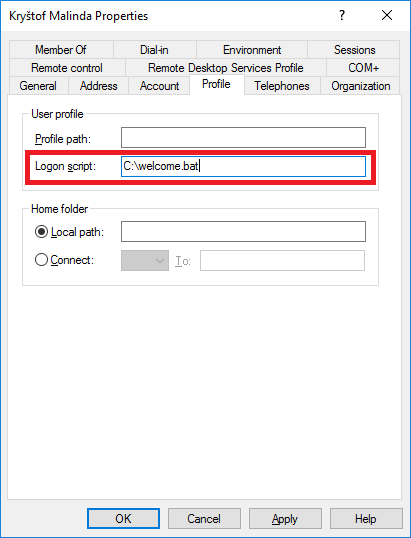 Kryštof Malinda Properties
?
Member Of Dial-in Environment Sessions
Remote control Remote Desktop Services Profile COM+
General Address Account Profile Telephones Organization
User profile
Profile path:
Logon script: C:\welcome.bat
Home folder
Local path:
Connect: To:
OK Cancel Apply Help